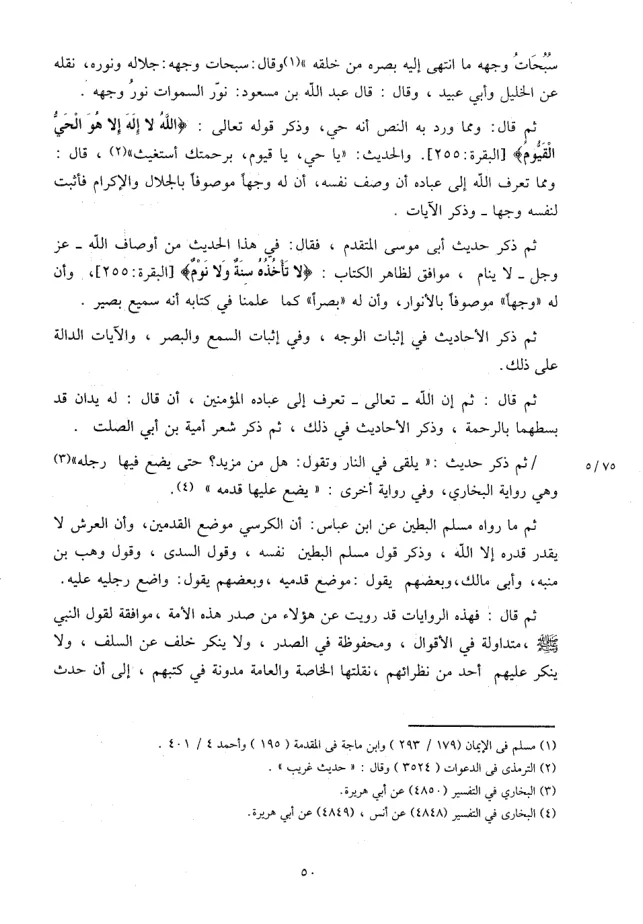 سُبُحَاتُ وجهه ما انتهى إليه بصره من خلقه »(١)وقال: سبحات وجهه: جلاله ونوره، نقله
عن الخليل وأبي عبيد ، وقال : قال عبد الله بن مسعود: نوّر السموات نورُ وجهه .
ثم قال: ومما ورد به النص أنه حي، وذكر قوله تعالى : ﴿اللَّهُ لا إِلَهَ إِلا هُوَ الْحَيُّ
الْقَيُّومُ﴾ [البقرة:٢٥٥]. والحديث: «يا حي، يا قيوم، برحمتك أستغيث»(٢) ، قال :
ومما تعرف الله إلى عباده أن وصف نفسه، أن له وجهاً موصوفاً بالجلال والإكرام فأثبت
لنفسه وجها ـ وذكر الآيات .
ثم ذكر حديث أبى موسى المتقدم ، فقال: في هذا الحديث من أوصاف الله ـ عز
وجل ـ لا ينام ، موافق لظاهر الكتاب : ﴿لا تَأْخُذُهُ سِنَةٌ وَلا نَوْمٌ﴾ [البقرة:٢٥٥]، وأن
له «وجهاً» موصوفاً بالأنوار، وأن له «بصراً» كما علمنا في كتابه أنه سميع بصير .
ثم ذكر الأحاديث في إثبات الوجه ، وفي إثبات السمع والبصر ، والآيات الدالة
على ذلك.
ثم قال : ثم إن الله ـ تعالى ـ تعرف إلى عباده المؤمنين ، أن قال : له يدان قد
بسطهما بالرحمة ، وذكر الأحاديث في ذلك ، ثم ذكر شعر أمية بن أبي الصلت .
٥/٧٥ / ثم ذكر حديث :« يلقى في النار وتقول: هل من مزيد؟ حتى يضع فيها رجله»(٣)
وهي رواية البخاري، وفي رواية أخرى : « يضع عليها قدمه » (٤).
ثم ما رواه مسلم البطين عن ابن عباس: أن الكرسي موضع القدمين، وأن العرش لا
يقدر قدره إلا الله ، وذكر قول مسلم البطين نفسه ، وقول السدى ، وقول وهب بن
منبه، وأبى مالك،وبعضهم يقول :موضع قدميه ،وبعضهم يقول: واضع رجليه عليه.
ثم قال : فهذه الروايات قد رويت عن هؤلاء من صدر هذه الأمة ،موافقة لقول النبي
ﷺ ،متداولة في الأقوال ، ومحفوظة في الصدر ، ولا ينكر خلف عن السلف ، ولا
ينكر عليهم أحد من نظرائهم ،نقلتها الخاصة والعامة مدونة في كتبهم ، إلى أن حدث
(١) مسلم فى الإيمان (١٧٩ / ٢٩٣ ) وابن ماجة فى المقدمة ( ١٩٥ ) وأحمد ٤ / ٤٠١ .
(٢) الترمذى فى الدعوات ( ٣٥٢٤ ) وقال : « حديث غريب » .
(٣) البخاري في التفسير (٤٨٥٠) عن أبي هريرة.
(٤) البخارى فى التفسير (٤٨٤٨) عن أنس ، (٤٨٤٩) عن أبي هريرة.
٥٠